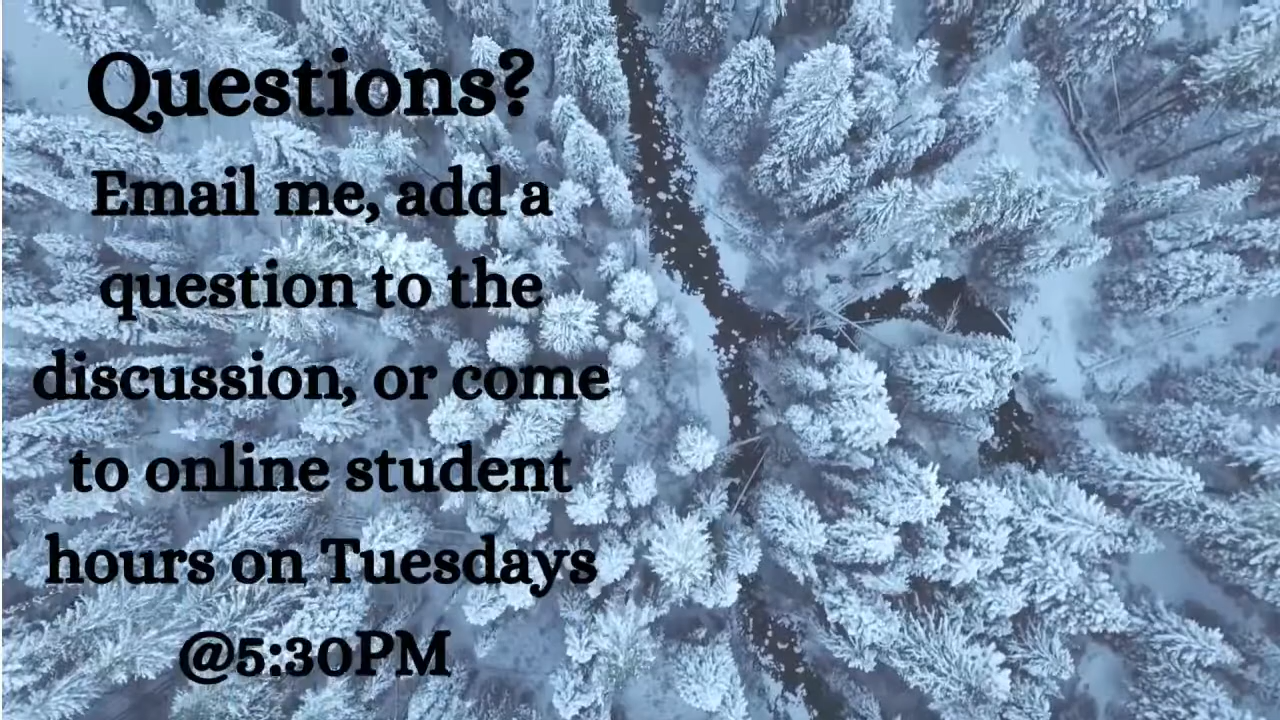 Questions?
Email me, add a
question to the
discussion, or come
to online student
hours on Tuesdays
@5:30PM